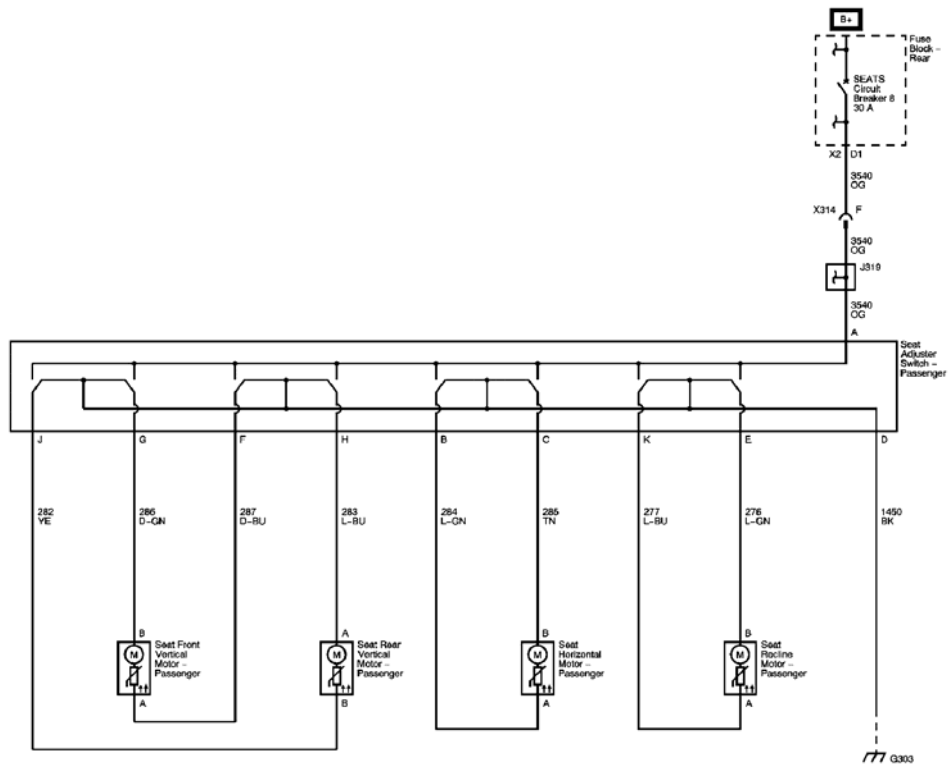 B+
Fuse
Block –
Rear
SEATS
Circuit
Breaker 8
30 A
X2 D1
3540
OG
X314 F
3540
OG
J319
3540
OG
A
Seat
Adjuster
Switch –
Passenger
J G F H B C K E D
282
YE
286
D-GN
287
D-BU
283
L-BU
284
L-GN
285
TN
277
L-BU
276
L-GN
1450
BK
B
M
Seat Front
Vertical
Motor –
Passenger
A
A
M
Seat Rear
Vertical
Motor –
Passenger
B
B
M
Seat
Horizontal
Motor –
Passenger
A
B
M
Seat
Recline
Motor –
Passenger
A
G303